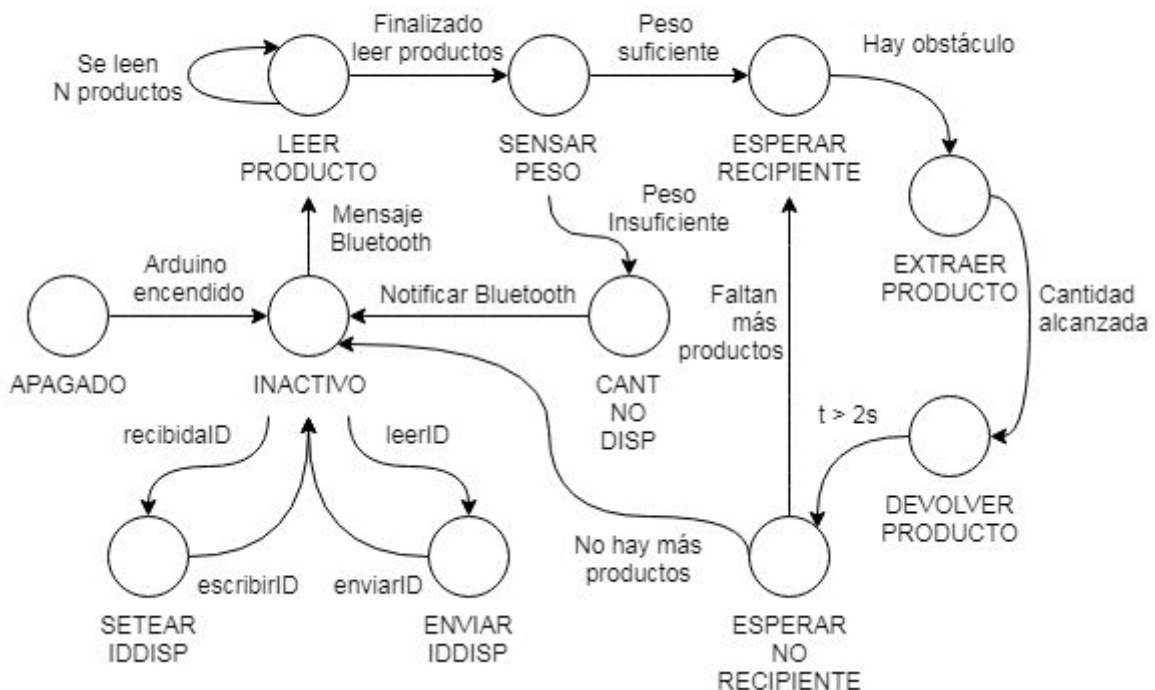 Se leen
N productos
Finalizado
leer productos
Peso
suficiente
Hay obstáculo
LEER
PRODUCTO
SENSAR
PESO
ESPERAR
RECIPIENTE
Mensaje
Bluetooth
Peso
Insuficiente
EXTRAER
PRODUCTO
Arduino
encendido
Notificar Bluetooth
Faltan
más
productos
Cantidad
alcanzada
APAGADO
INACTIVO
CANT
NO
DISP
recibidaID
leerID
t > 2s
DEVOLVER
PRODUCTO
escribirID
enviarID
No hay más
productos
SETEAR
IDDISP
ENVIAR
IDDISP
ESPERAR
NO
RECIPIENTE